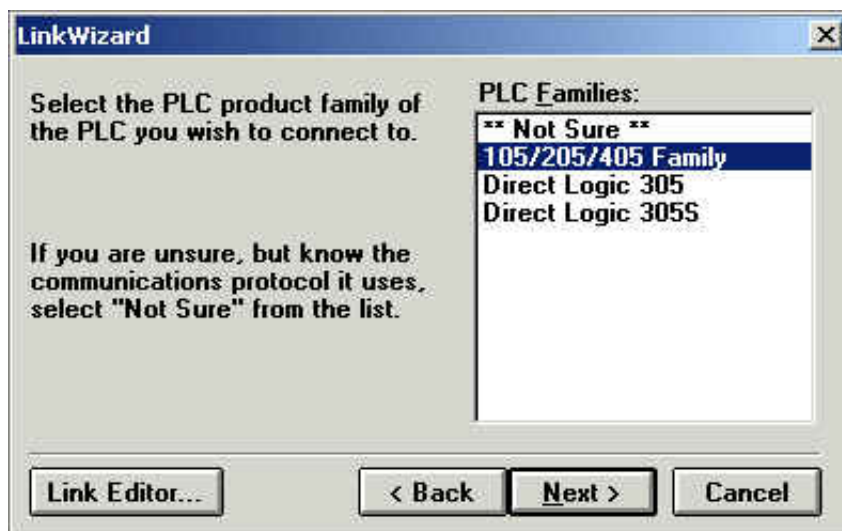 LinkWizard
Select the PLC product family of
the PLC you wish to connect to.
If you are unsure, but know the
communications protocol it uses,
select "Not Sure" from the list.
PLC Families:
** Not Sure **
105/205/405 Family
Direct Logic 305
Direct Logic 305S
Link Editor...
< Back
Next >
Cancel